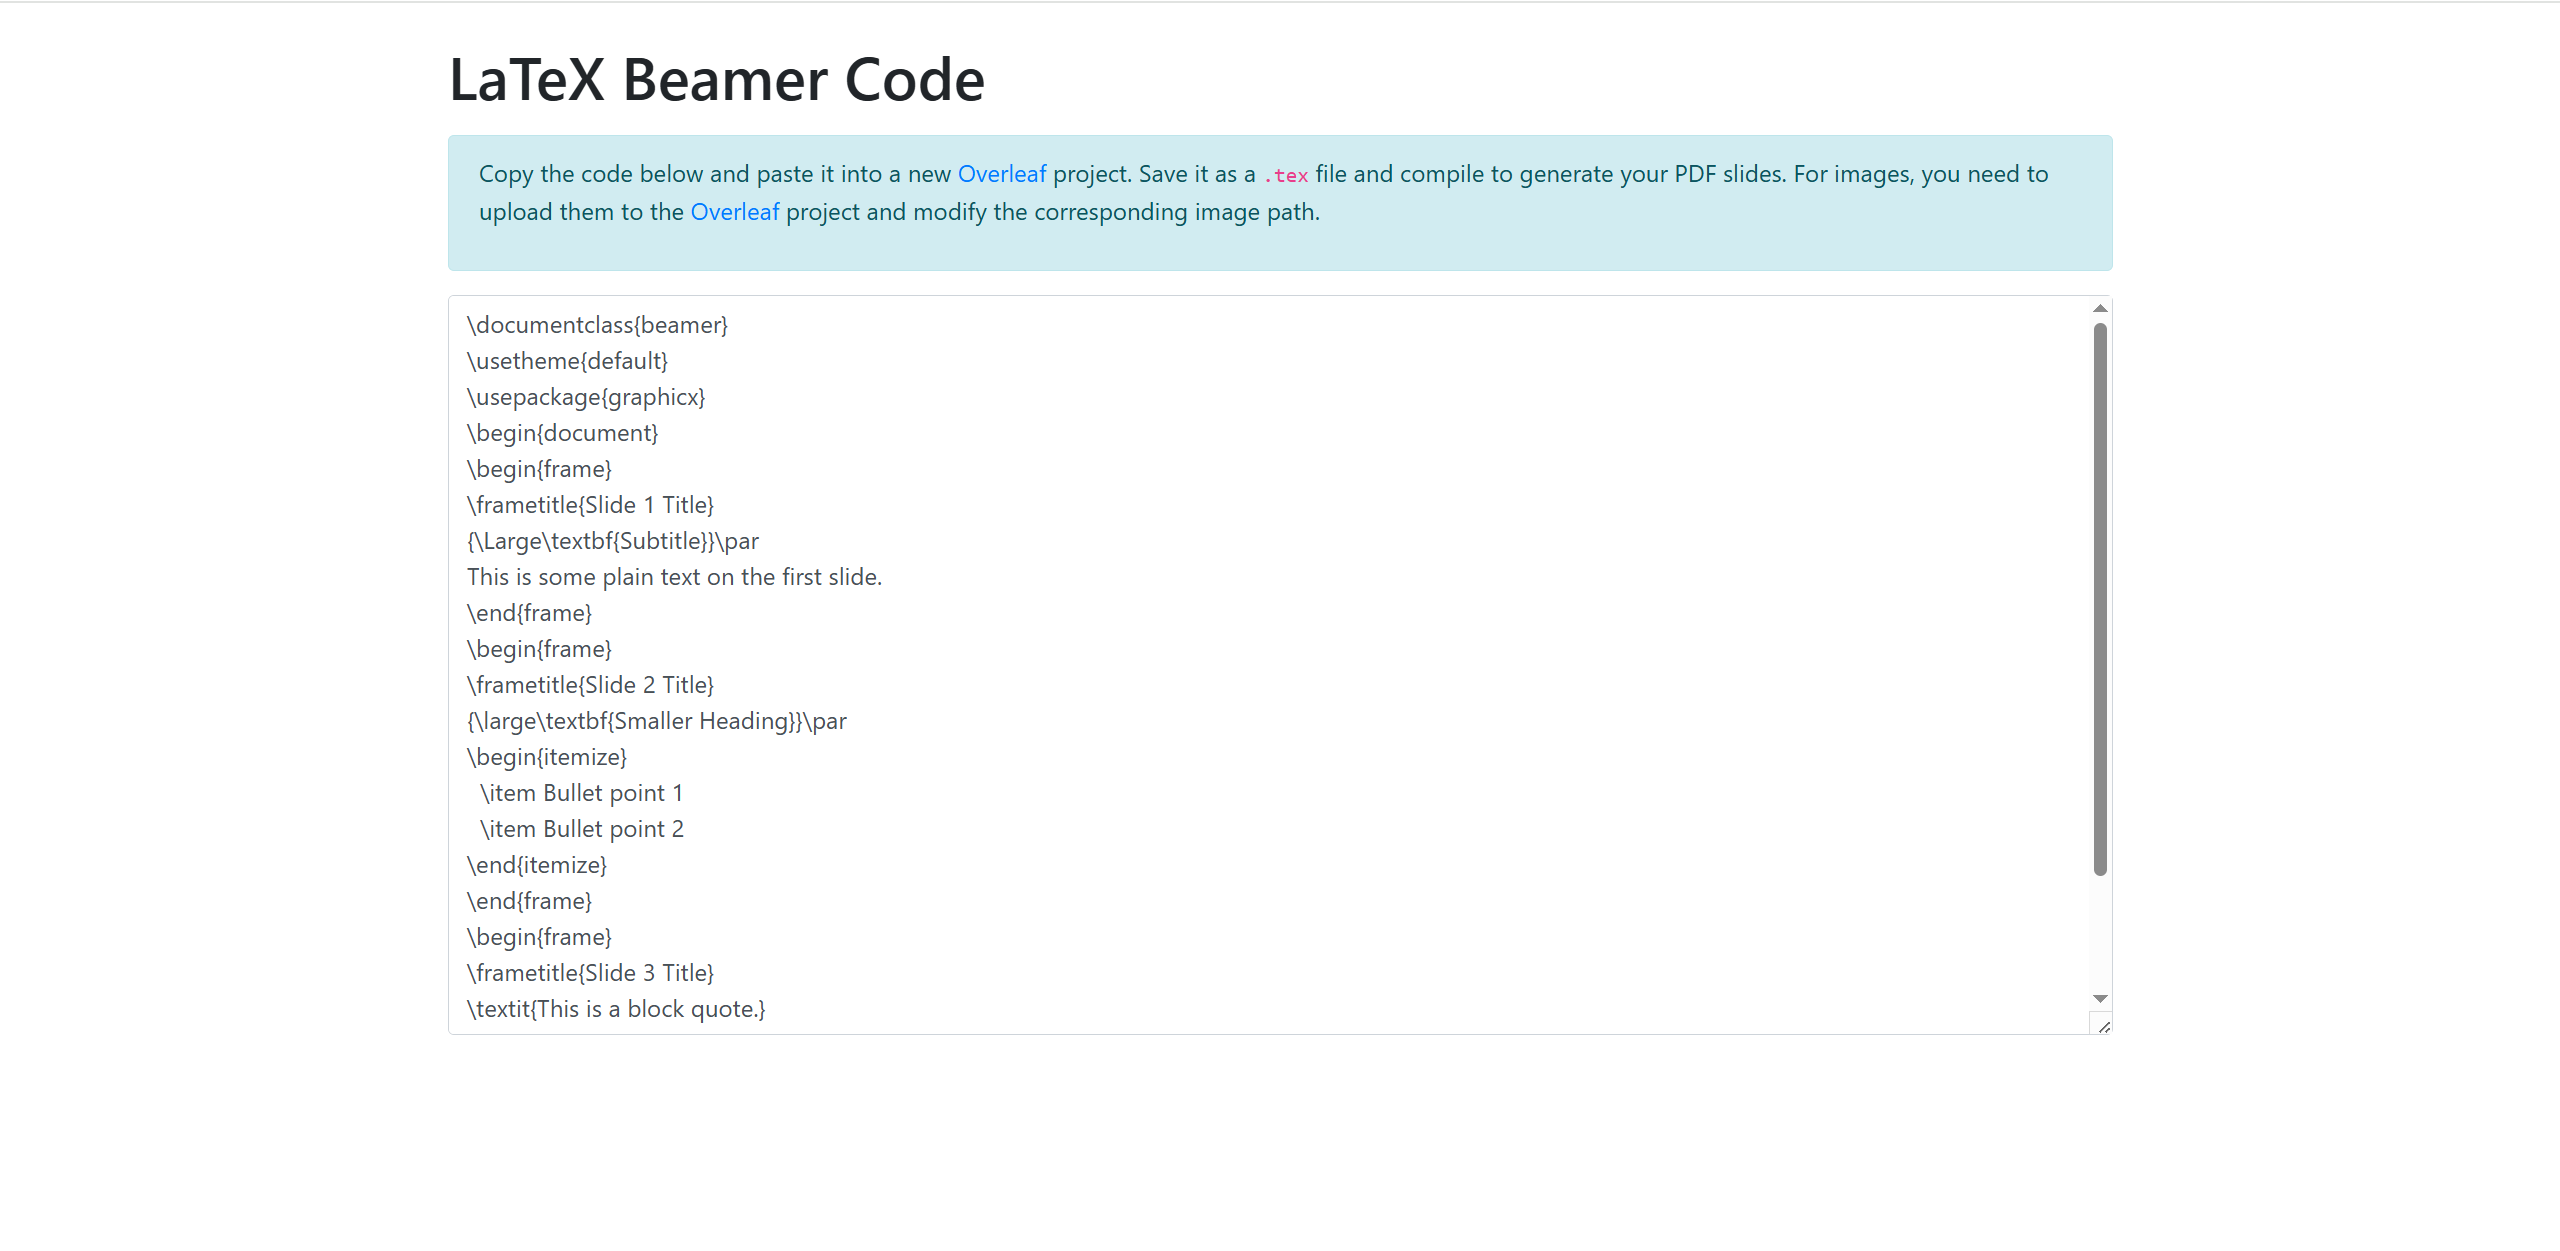 LaTeX Beamer Code
Copy the code below and paste it into a new Overleaf project. Save it as a .tex file and compile to generate your PDF slides. For images, you need to
upload them to the Overleaf project and modify the corresponding image path.
\documentclass{beamer}
\usetheme{default}
\usepackage{graphicx}
\begin{document}
\begin{frame}
\frametitle{Slide 1 Title}
{\Large\textbf{Subtitle}}\par
This is some plain text on the first slide.
\end{frame}
\begin{frame}
\frametitle{Slide 2 Title}
{\large\textbf{Smaller Heading}}\par
\begin{itemize}
  \item Bullet point 1
  \item Bullet point 2
\end{itemize}
\end{frame}
\begin{frame}
\frametitle{Slide 3 Title}
\textit{This is a block quote.}